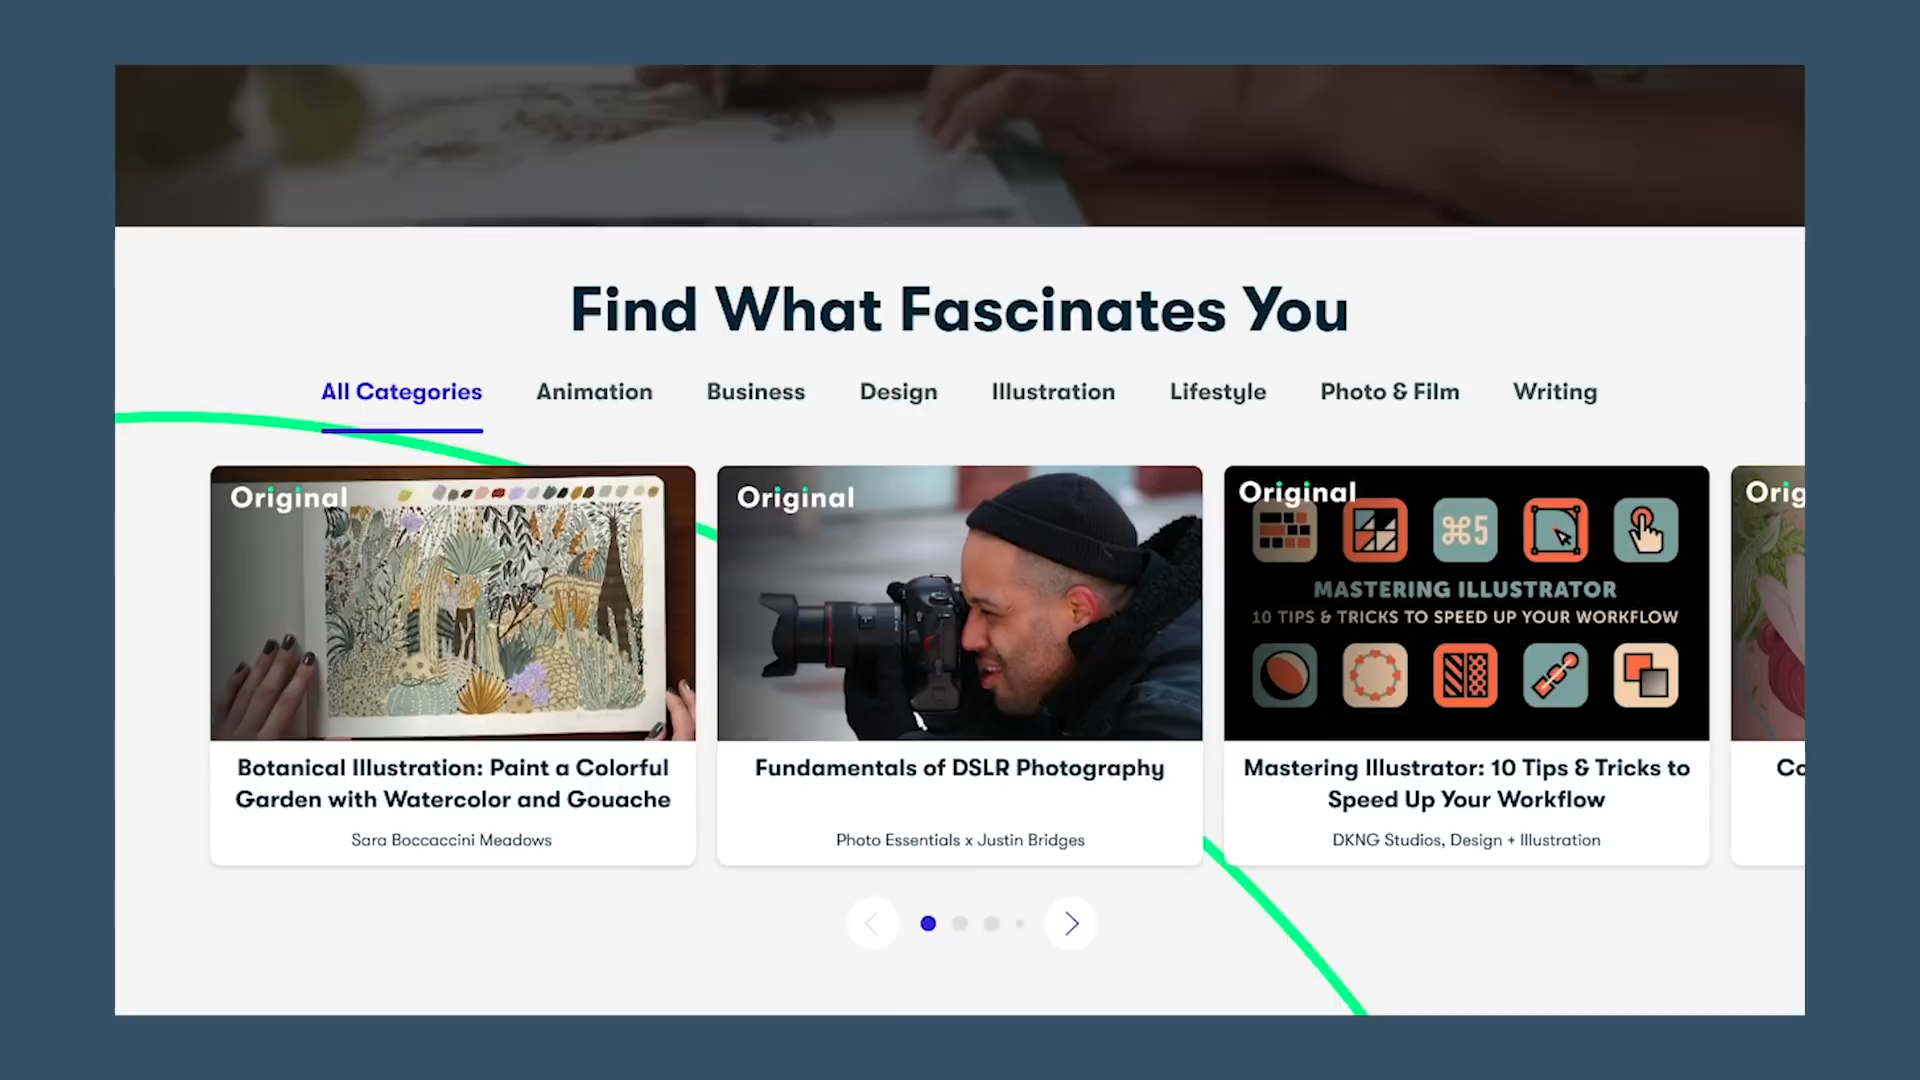 Find What Fascinates You
All Categories Animation Business Design Illustration Lifestyle Photo & Film Writing
Original
Botanical Illustration: Paint a Colorful
Garden with Watercolor and Gouache
Sara Boccaccini Meadows
Original
Fundamentals of DSLR Photography
Photo Essentials x Justin Bridges
Original
⌘5
MASTERING ILLUSTRATOR
10 TIPS & TRICKS TO SPEED UP YOUR WORKFLOW
Mastering Illustrator: 10 Tips & Tricks to
Speed Up Your Workflow
DKNG Studios, Design + Illustration
Orig
Co